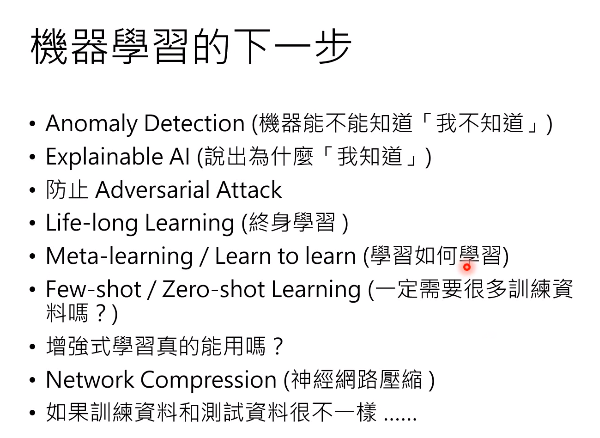 機器學習的下一步
• Anomaly Detection (機器能不能知道「我不知道」)
• Explainable AI (說出為什麼「我知道」)
• 防止 Adversarial Attack
• Life-long Learning (終身學習 )
• Meta-learning / Learn to learn (學習如何學習)
• Few-shot / Zero-shot Learning (一定需要很多訓練資
料嗎？)
• 增強式學習真的能用嗎？
• Network Compression (神經網路壓縮 )
• 如果訓練資料和測試資料很不一樣 ......